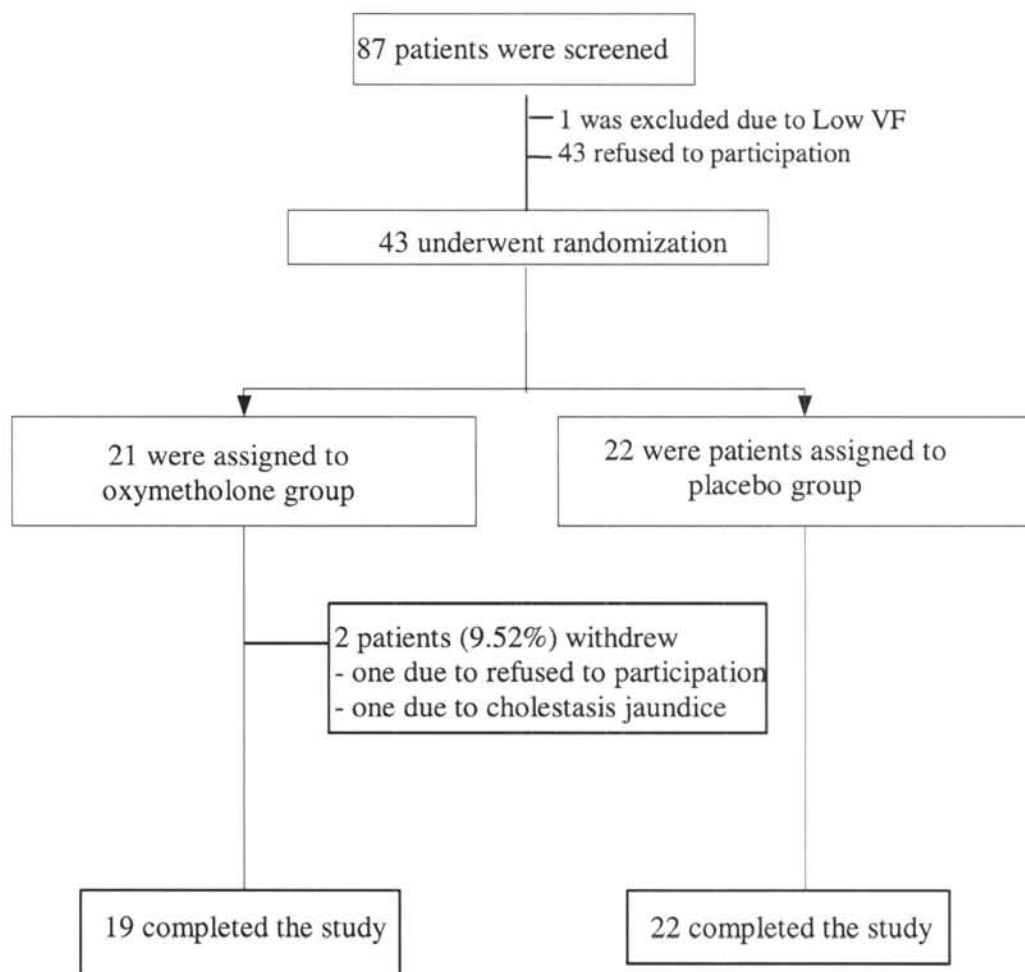 87 patients were screened
1 was excluded due to Low VF
43 refused to participation
43 underwent randomization
21 were assigned to
oxymetholone group
22 were patients assigned to
placebo group
2 patients (9.52%) withdrew
- one due to refused to participation
- one due to cholestasis jaundice
19 completed the study
22 completed the study